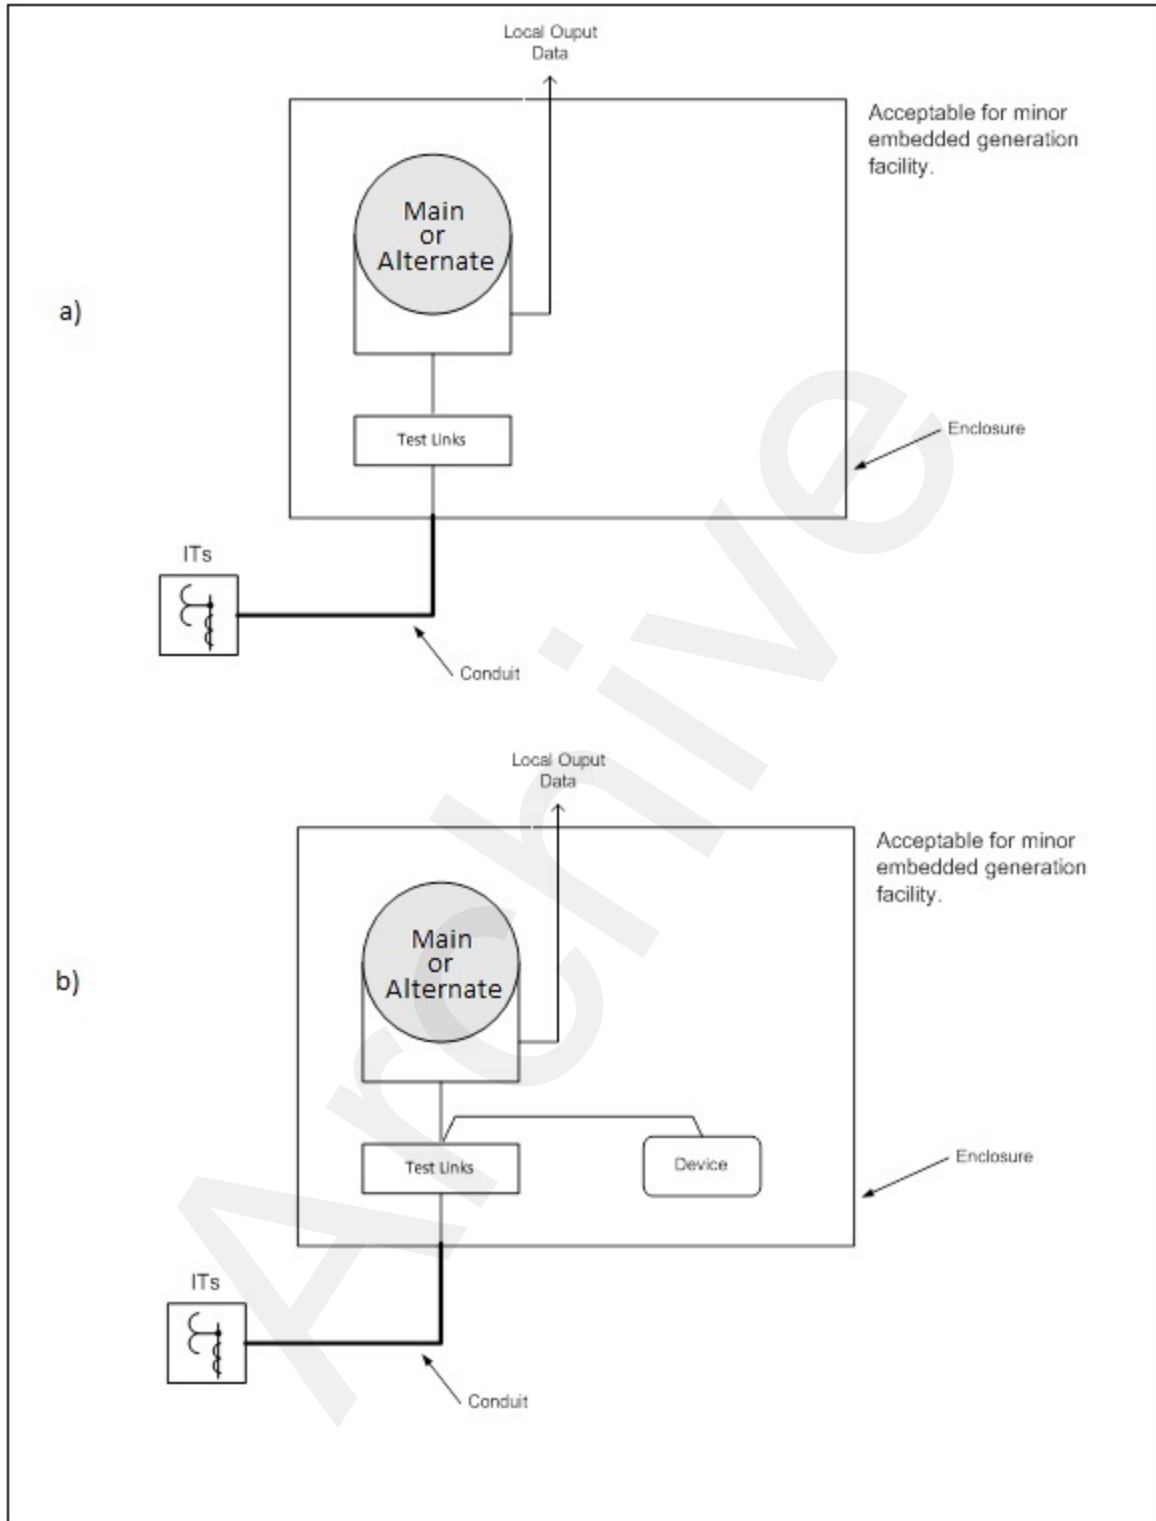 Local Ouput
Data
Acceptable for minor
embedded generation
facility.
Main
or
Alternate
a)
Test Links
Enclosure
ITs
Conduit
Local Ouput
Data
Acceptable for minor
embedded generation
facility.
Main
or
Alternate
b)
Test Links
Device
Enclosure
ITs
Conduit
Archive